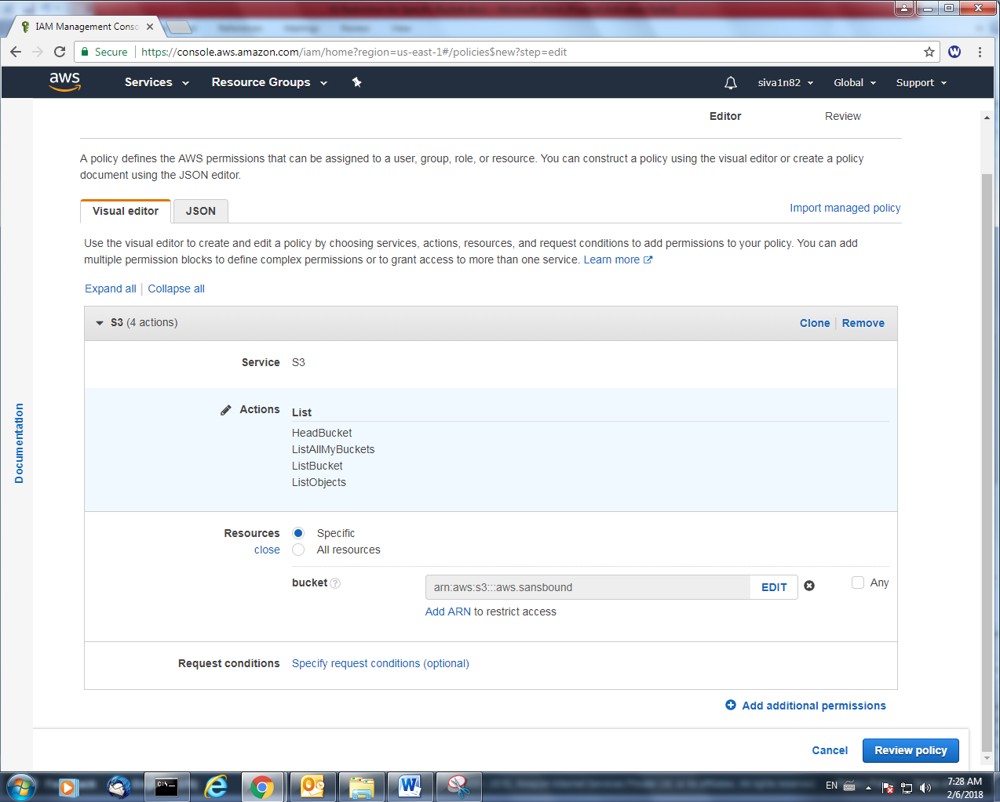 IAM Management Conso
Secure https://console.aws.amazon.com/iam/home?region=us-east-1#/policies$new?step=edit
aws Services Resource Groups siva1n82 Global Support
Editor Review
A policy defines the AWS permissions that can be assigned to a user, group, role, or resource. You can construct a policy using the visual editor or create a policy
document using the JSON editor.
Visual editor JSON Import managed policy
Use the visual editor to create and edit a policy by choosing services, actions, resources, and request conditions to add permissions to your policy. You can add
multiple permission blocks to define complex permissions or to grant access to more than one service. Learn more
Expand all Collapse all
S3 (4 actions) Clone Remove
Service S3
Actions List
HeadBucket
ListAllMyBuckets
ListBucket
ListObjects
Documentation
Resources Specific
close All resources
bucket arn:aws:s3:::aws.sansbound EDIT Any
Add ARN to restrict access
Request conditions Specify request conditions (optional)
Add additional permissions
Cancel Review policy
EN 7:28 AM
2/6/2018